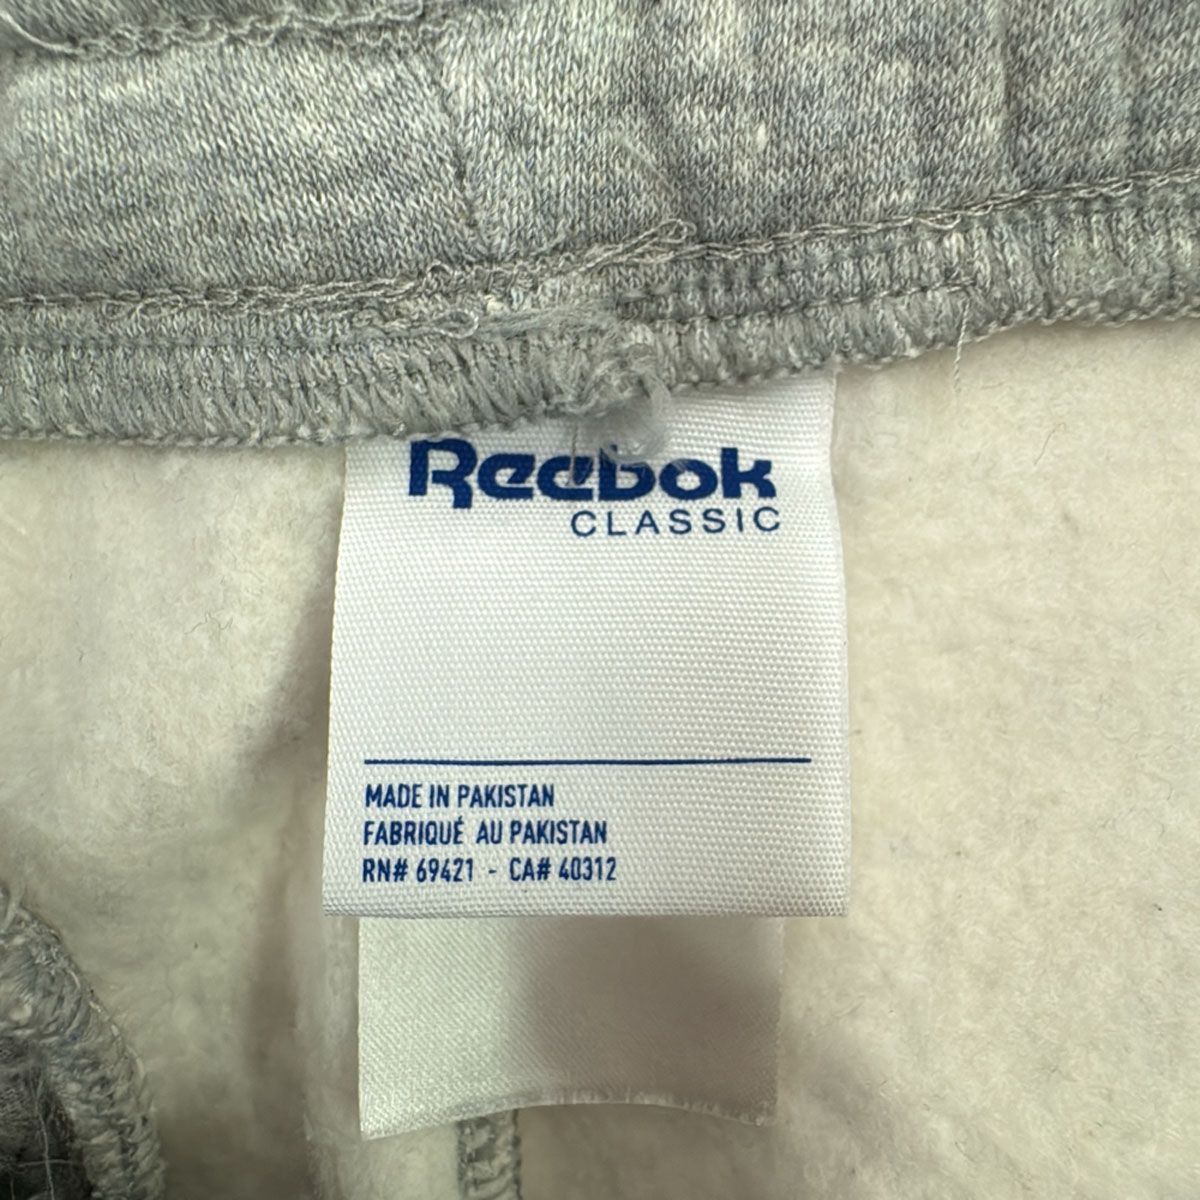 Reebok
CLASSIC
MADE IN PAKISTAN
FABRIQUÉ AU PAKISTAN
RN# 69421 - CA# 40312